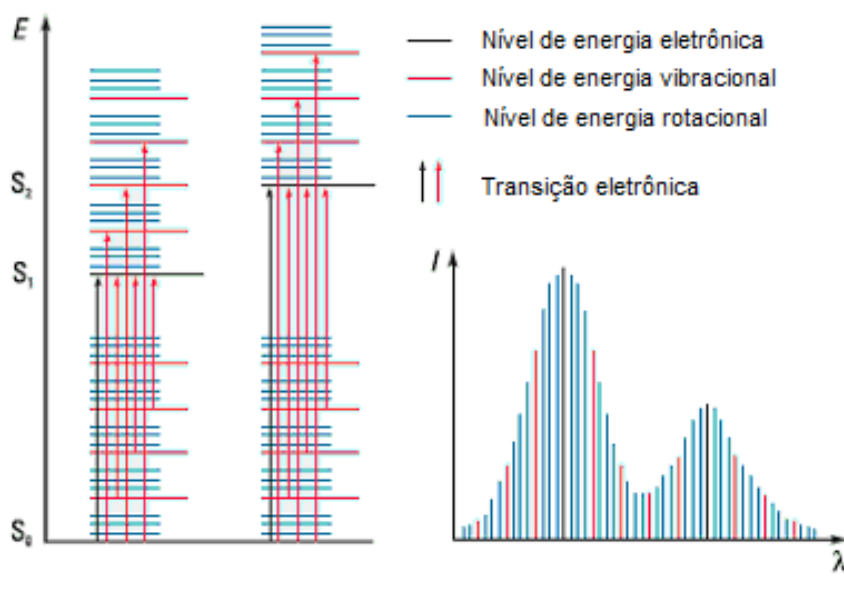 E
S₂
S₁
S₀
Nível de energia eletrônica
Nível de energia vibracional
Nível de energia rotacional
Transição eletrônica
I
λ